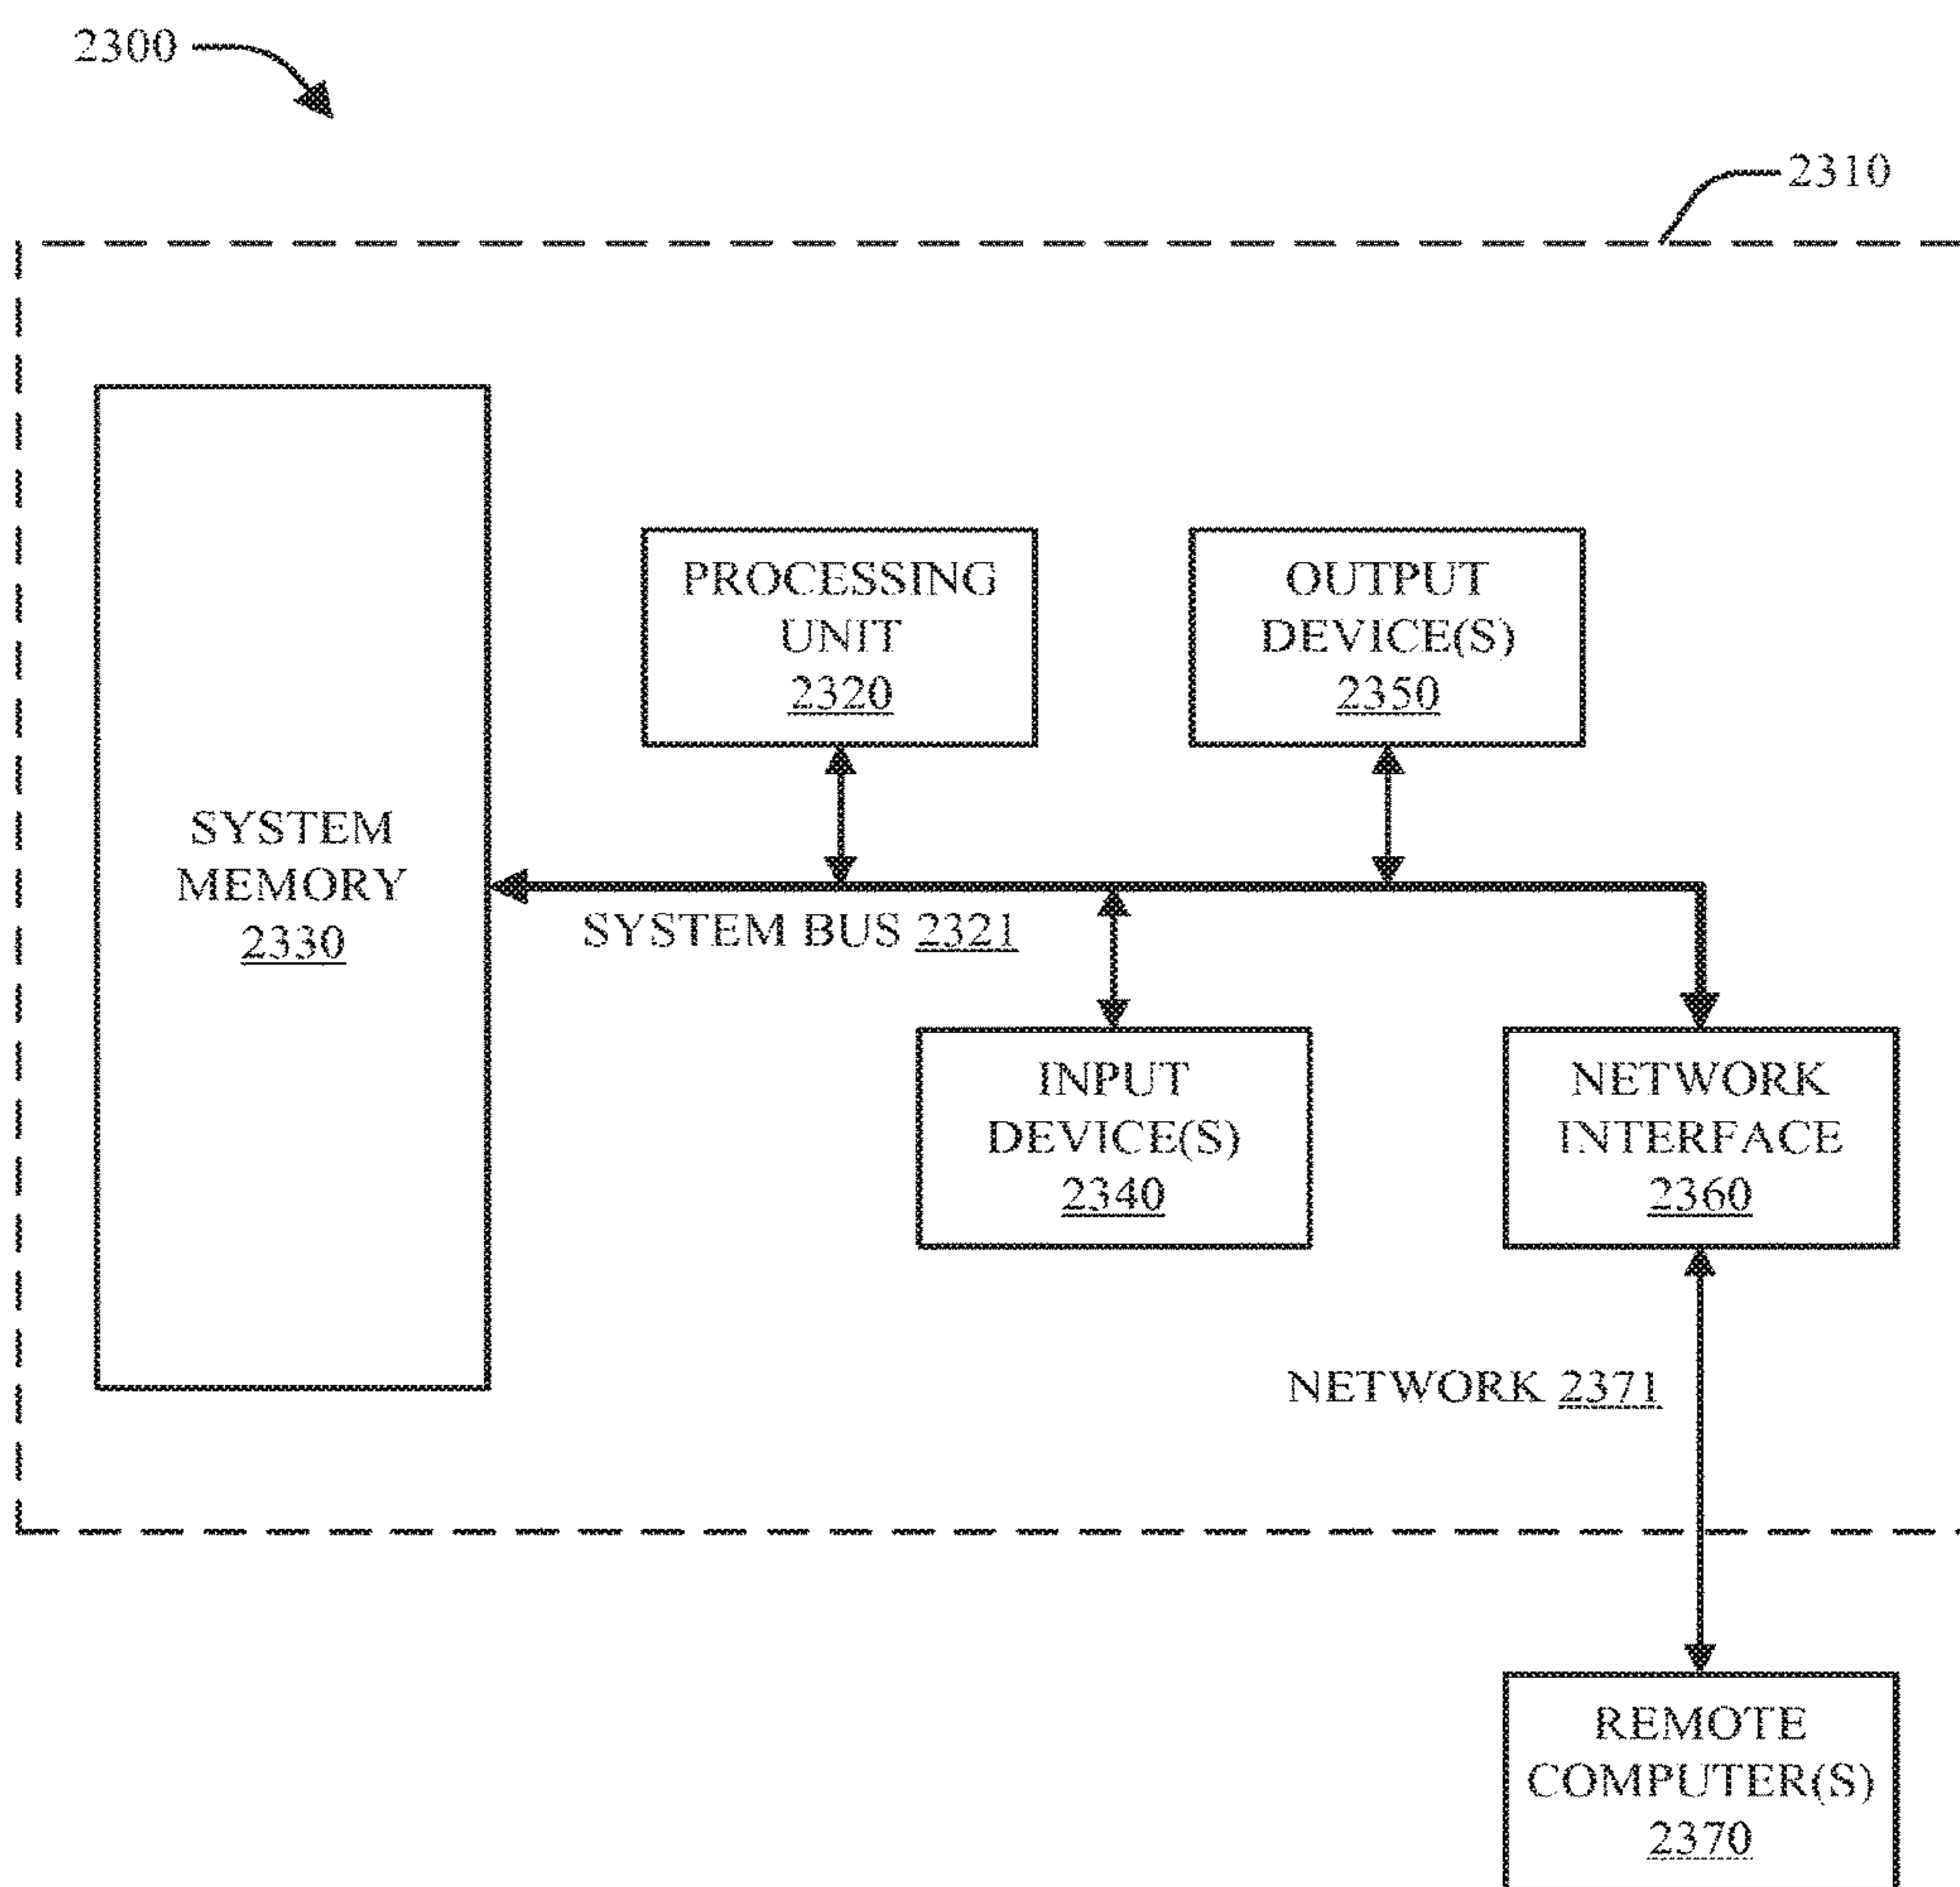 2300
2310
PROCESSING
UNIT
2320
OUTPUT
DEVICE(S)
2350
SYSTEM
MEMORY
2330
SYSTEM BUS 2321
INPUT
DEVICE(S)
2340
NETWORK
INTERFACE
2360
NETWORK 2371
REMOTE
COMPUTER(S)
2370